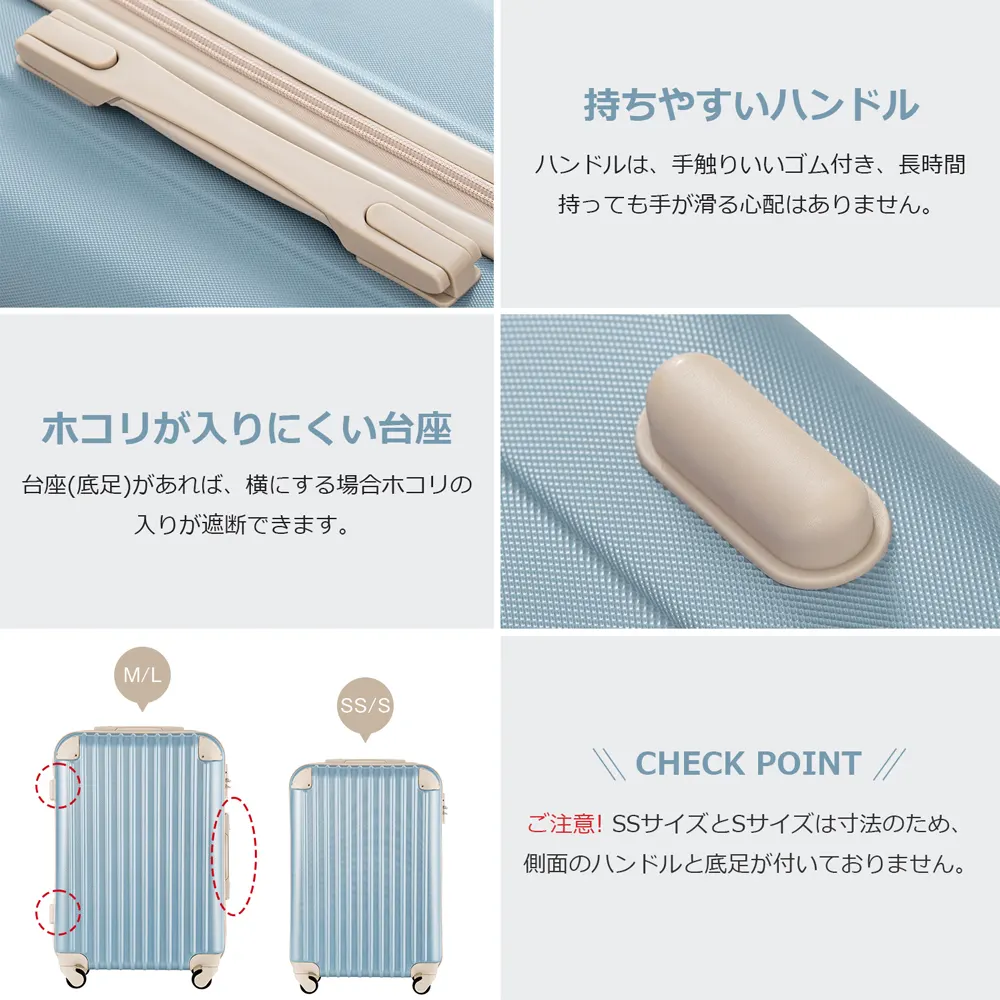 持ちやすいハンドル
ハンドルは、手触りいいゴム付き、長時間
持っても手が滑る心配はありません。
ホコリが入りにくい台座
台座(底足)があれば、横にする場合ホコリの
入りが遮断できます。
M/L
SS/S
CHECK POINT
ご注意! SSサイズとSサイズは寸法のため、
側面のハンドルと底足が付いておりません。